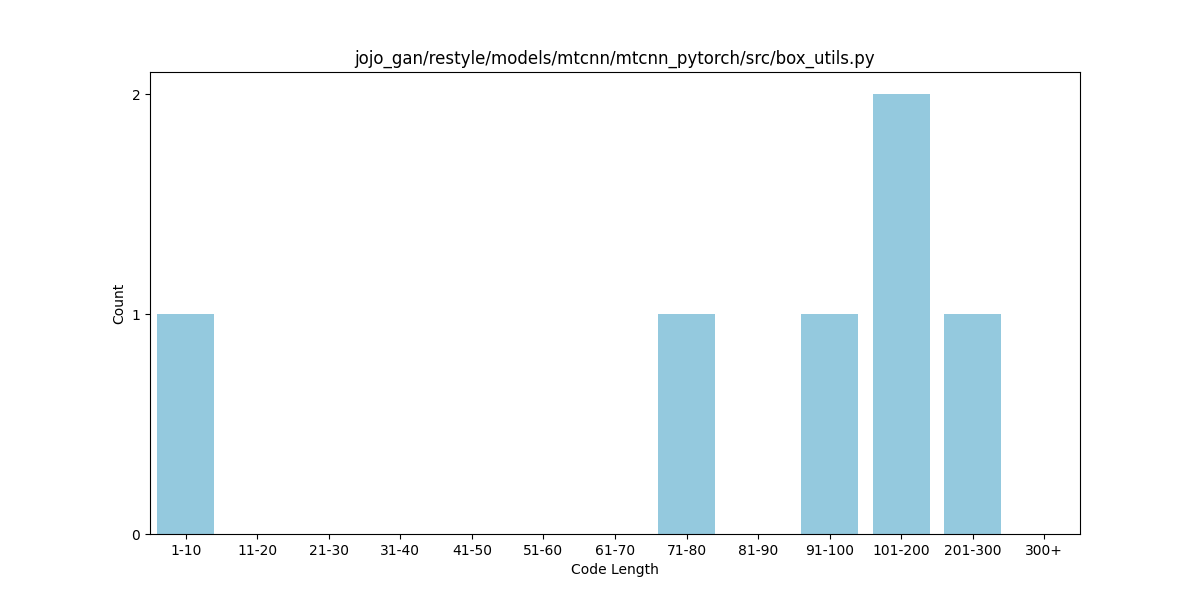 jojo_gan/restyle/models/mtcnn/mtcnn_pytorch/src/box_utils.py
2
1
0
Count
1-10 11-20 21-30 31-40 41-50 51-60 61-70 71-80 81-90 91-100 101-200 201-300 300+
Code Length